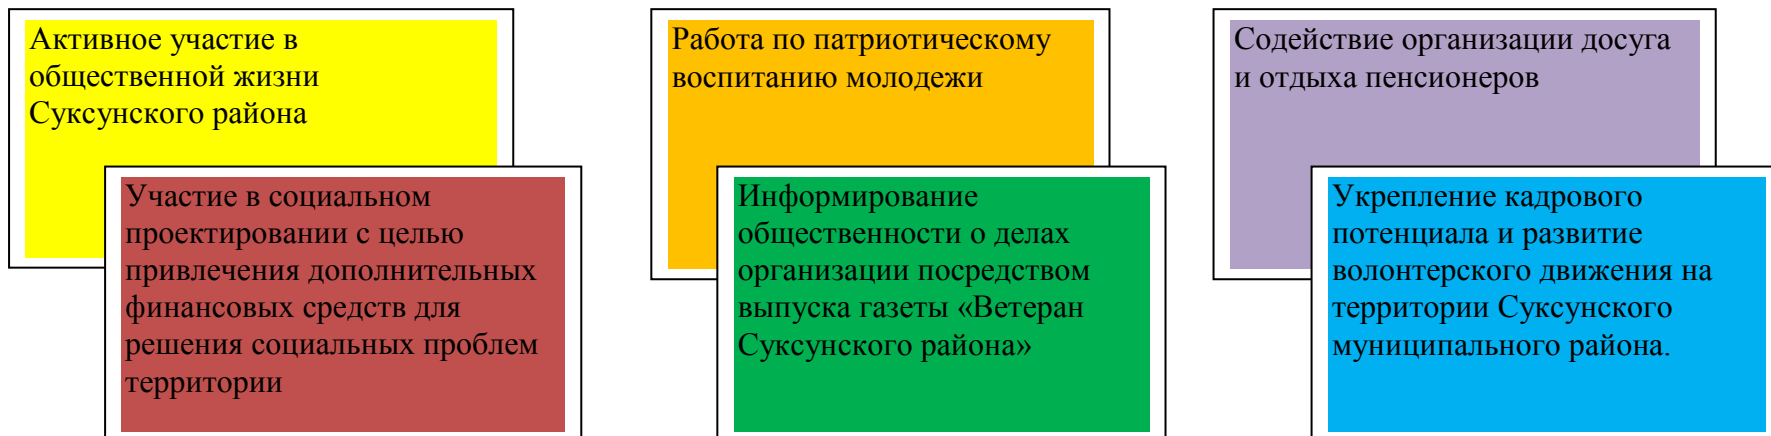 Активное участие в
общественной жизни
Суксунского района
Участие в социальном
проектировании с целью
привлечения дополнительных
финансовых средств для
решения социальных проблем
территории
Работа по патриотическому
воспитанию молодежи
Информирование
общественности о делах
организации посредством
выпуска газеты «Ветеран
Суксунского района»
Содействие организации досуга
и отдыха пенсионеров
Укрепление кадрового
потенциала и развитие
волонтерского движения на
территории Суксунского
муниципального района.